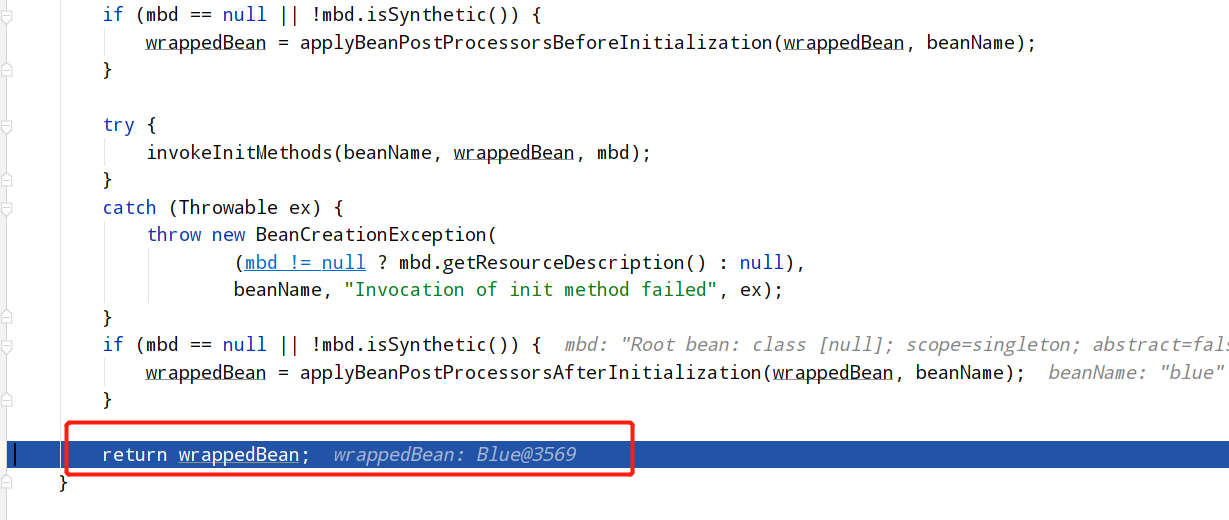 if (mbd == null || !mbd.isSynthetic()) {
wrappedBean = applyBeanPostProcessorsBeforeInitialization(wrappedBean, beanName);
}
try {
invokeInitMethods(beanName, wrappedBean, mbd);
}
catch (Throwable ex) {
throw new BeanCreationException(
(mbd != null ? mbd.getResourceDescription() : null),
beanName, "Invocation of init method failed", ex);
}
if (mbd == null || !mbd.isSynthetic()) { mbd: "Root bean: class [null]; scope=singleton; abstract=fals
wrappedBean = applyBeanPostProcessorsAfterInitialization(wrappedBean, beanName); beanName: "blue"
}
return wrappedBean; wrappedBean: Blue@3569
}